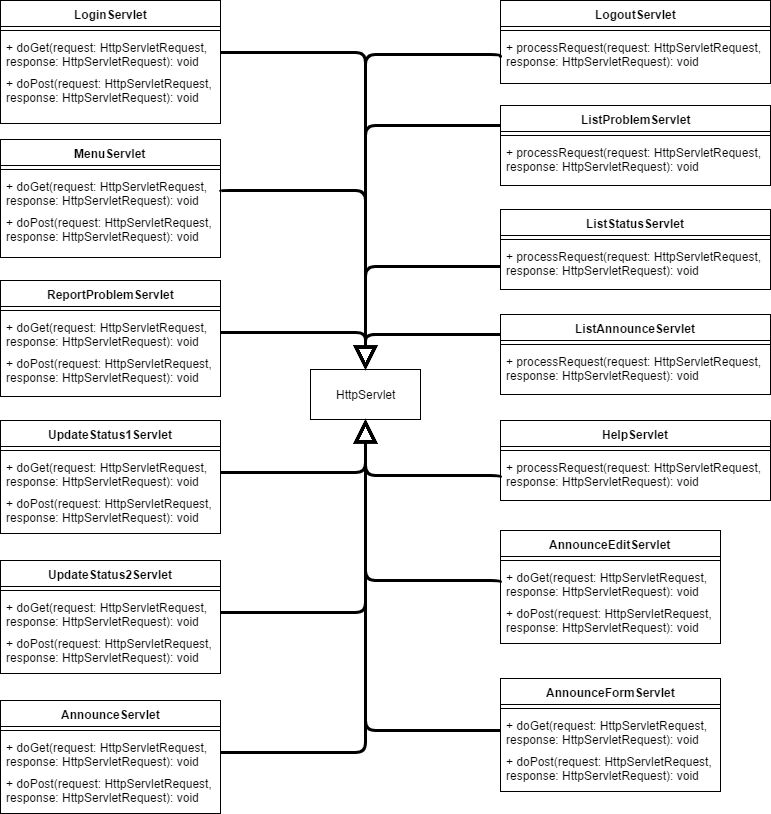 LoginServlet
+ doGet(request: HttpServletRequest,
response: HttpServletRequest): void
+ doPost(request: HttpServletRequest,
response: HttpServletRequest): void
MenuServlet
+ doGet(request: HttpServletRequest,
response: HttpServletRequest): void
+ doPost(request: HttpServletRequest,
response: HttpServletRequest): void
ReportProblemServlet
+ doGet(request: HttpServletRequest,
response: HttpServletRequest): void
+ doPost(request: HttpServletRequest,
response: HttpServletRequest): void
UpdateStatus1Servlet
+ doGet(request: HttpServletRequest,
response: HttpServletRequest): void
+ doPost(request: HttpServletRequest,
response: HttpServletRequest): void
UpdateStatus2Servlet
+ doGet(request: HttpServletRequest,
response: HttpServletRequest): void
+ doPost(request: HttpServletRequest,
response: HttpServletRequest): void
AnnounceServlet
+ doGet(request: HttpServletRequest,
response: HttpServletRequest): void
+ doPost(request: HttpServletRequest,
response: HttpServletRequest): void
HttpServlet
LogoutServlet
+ processRequest(request: HttpServletRequest,
response: HttpServletRequest): void
ListProblemServlet
+ processRequest(request: HttpServletRequest,
response: HttpServletRequest): void
ListStatusServlet
+ processRequest(request: HttpServletRequest,
response: HttpServletRequest): void
ListAnnounceServlet
+ processRequest(request: HttpServletRequest,
response: HttpServletRequest): void
HelpServlet
+ processRequest(request: HttpServletRequest,
response: HttpServletRequest): void
AnnounceEditServlet
+ doGet(request: HttpServletRequest,
response: HttpServletRequest): void
+ doPost(request: HttpServletRequest,
response: HttpServletRequest): void
AnnounceFormServlet
+ doGet(request: HttpServletRequest,
response: HttpServletRequest): void
+ doPost(request: HttpServletRequest,
response: HttpServletRequest): void